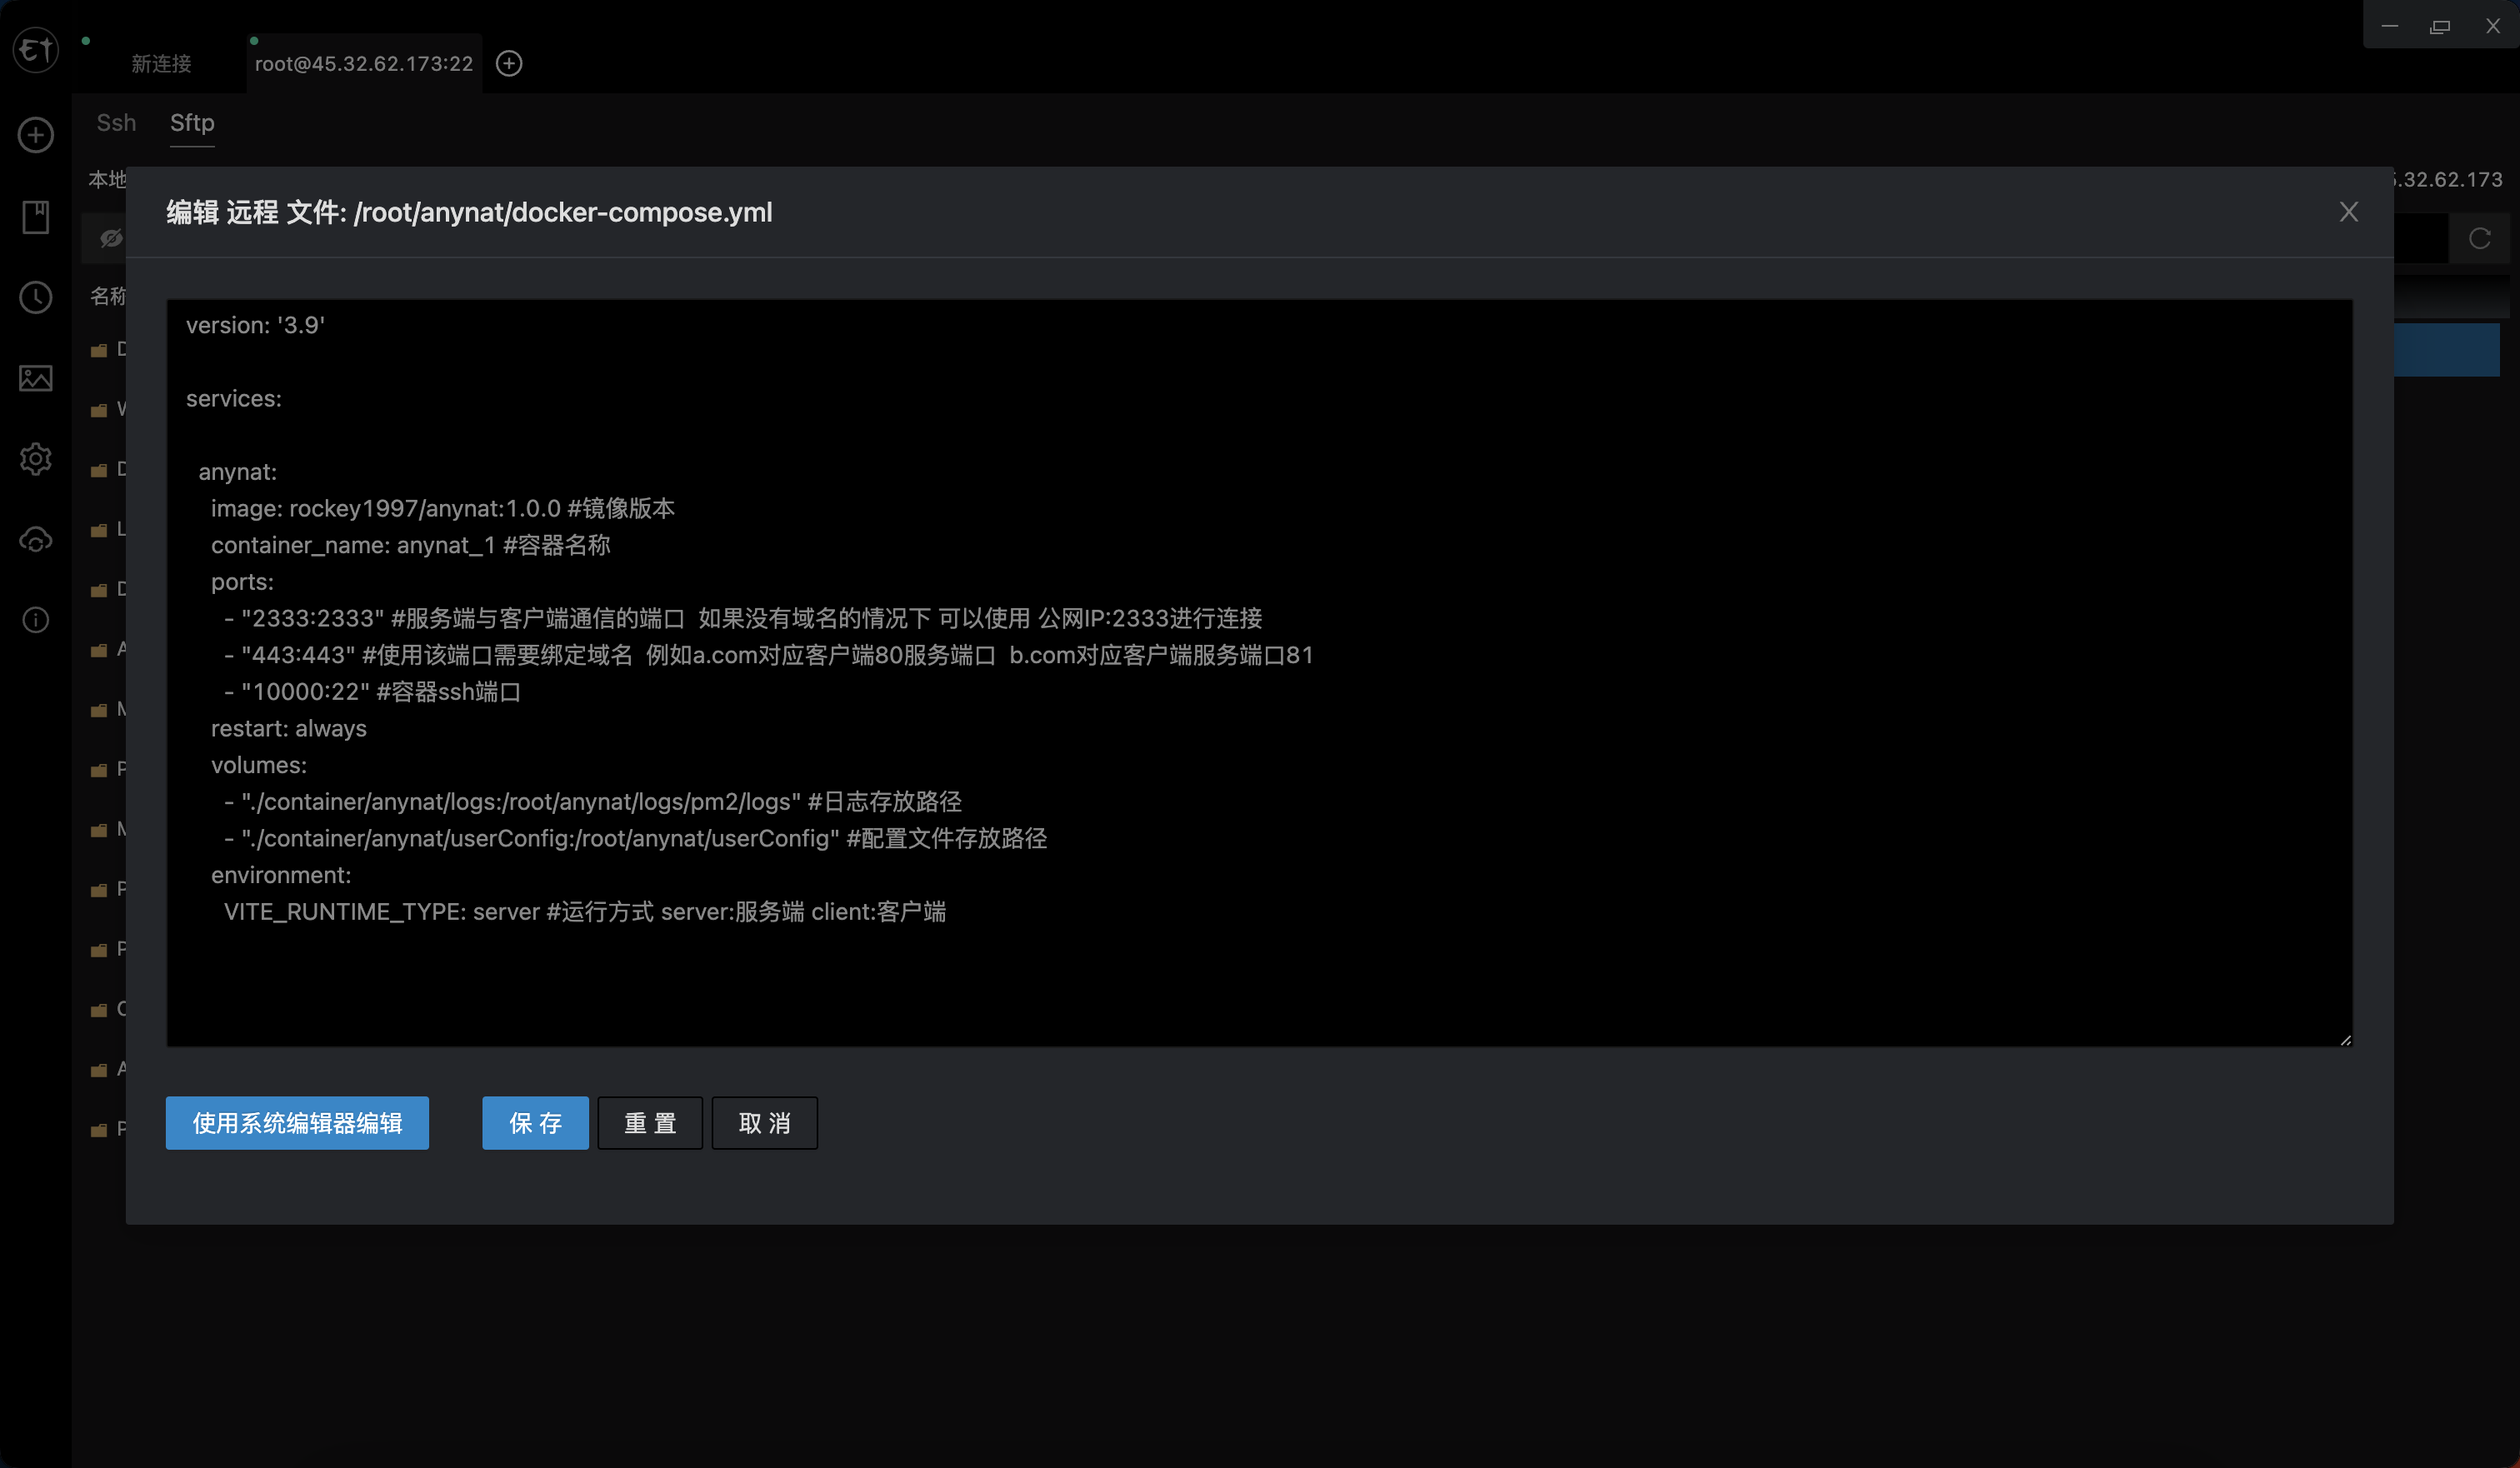 新连接
root@45.32.62.173:22
Ssh
Sftp
本地
.32.62.173
编辑 远程 文件: /root/anynat/docker-compose.yml
名称
version: '3.9'
services:
anynat:
image: rockey1997/anynat:1.0.0 #镜像版本
container_name: anynat_1 #容器名称
ports:
- "2333:2333" #服务端与客户端通信的端口  如果没有域名的情况下 可以使用 公网IP:2333进行连接
- "443:443" #使用该端口需要绑定域名  例如a.com对应客户端80服务端口  b.com对应客户端服务端口81
- "10000:22" #容器ssh端口
restart: always
volumes:
- "./container/anynat/logs:/root/anynat/logs/pm2/logs" #日志存放路径
- "./container/anynat/userConfig:/root/anynat/userConfig" #配置文件存放路径
environment:
VITE_RUNTIME_TYPE: server #运行方式 server:服务端 client:客户端
使用系统编辑器编辑
保 存
重 置
取 消